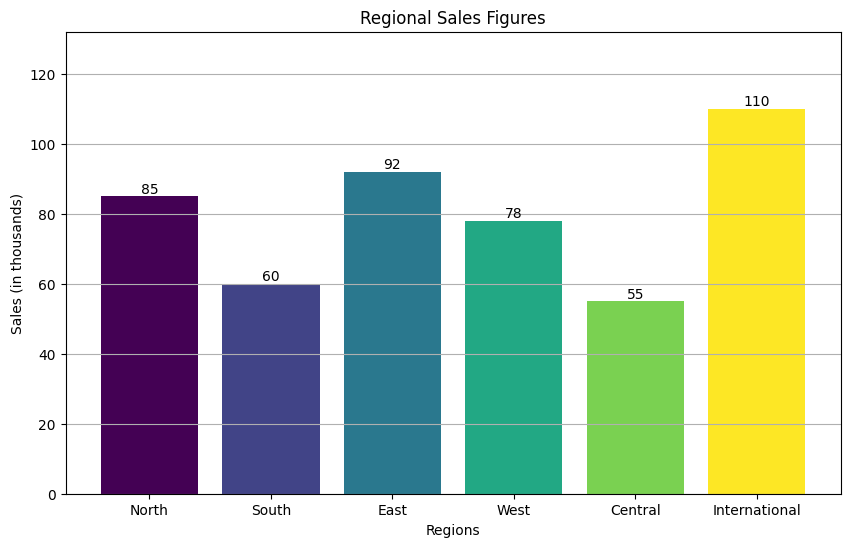 Regional Sales Figures
Sales (in thousands)
120
100
80
60
40
20
0
85
60
92
78
55
110
North
South
East
West
Central
International
Regions